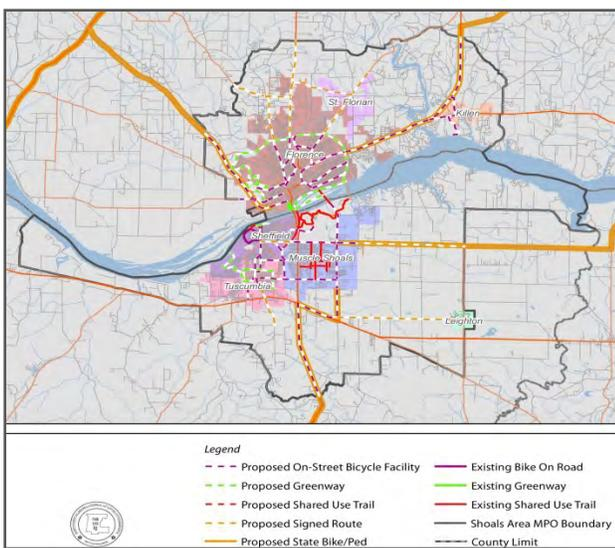 St. Florian
Killen
Florence
Sheffield
Muscle Shoals
Tuscumbia
Leighton
Legend
Proposed On-Street Bicycle Facility
Proposed Greenway
Proposed Shared Use Trail
Proposed Signed Route
Proposed State Bike/Ped
Existing Bike On Road
Existing Greenway
Existing Shared Use Trail
Shoals Area MPO Boundary
County Limit